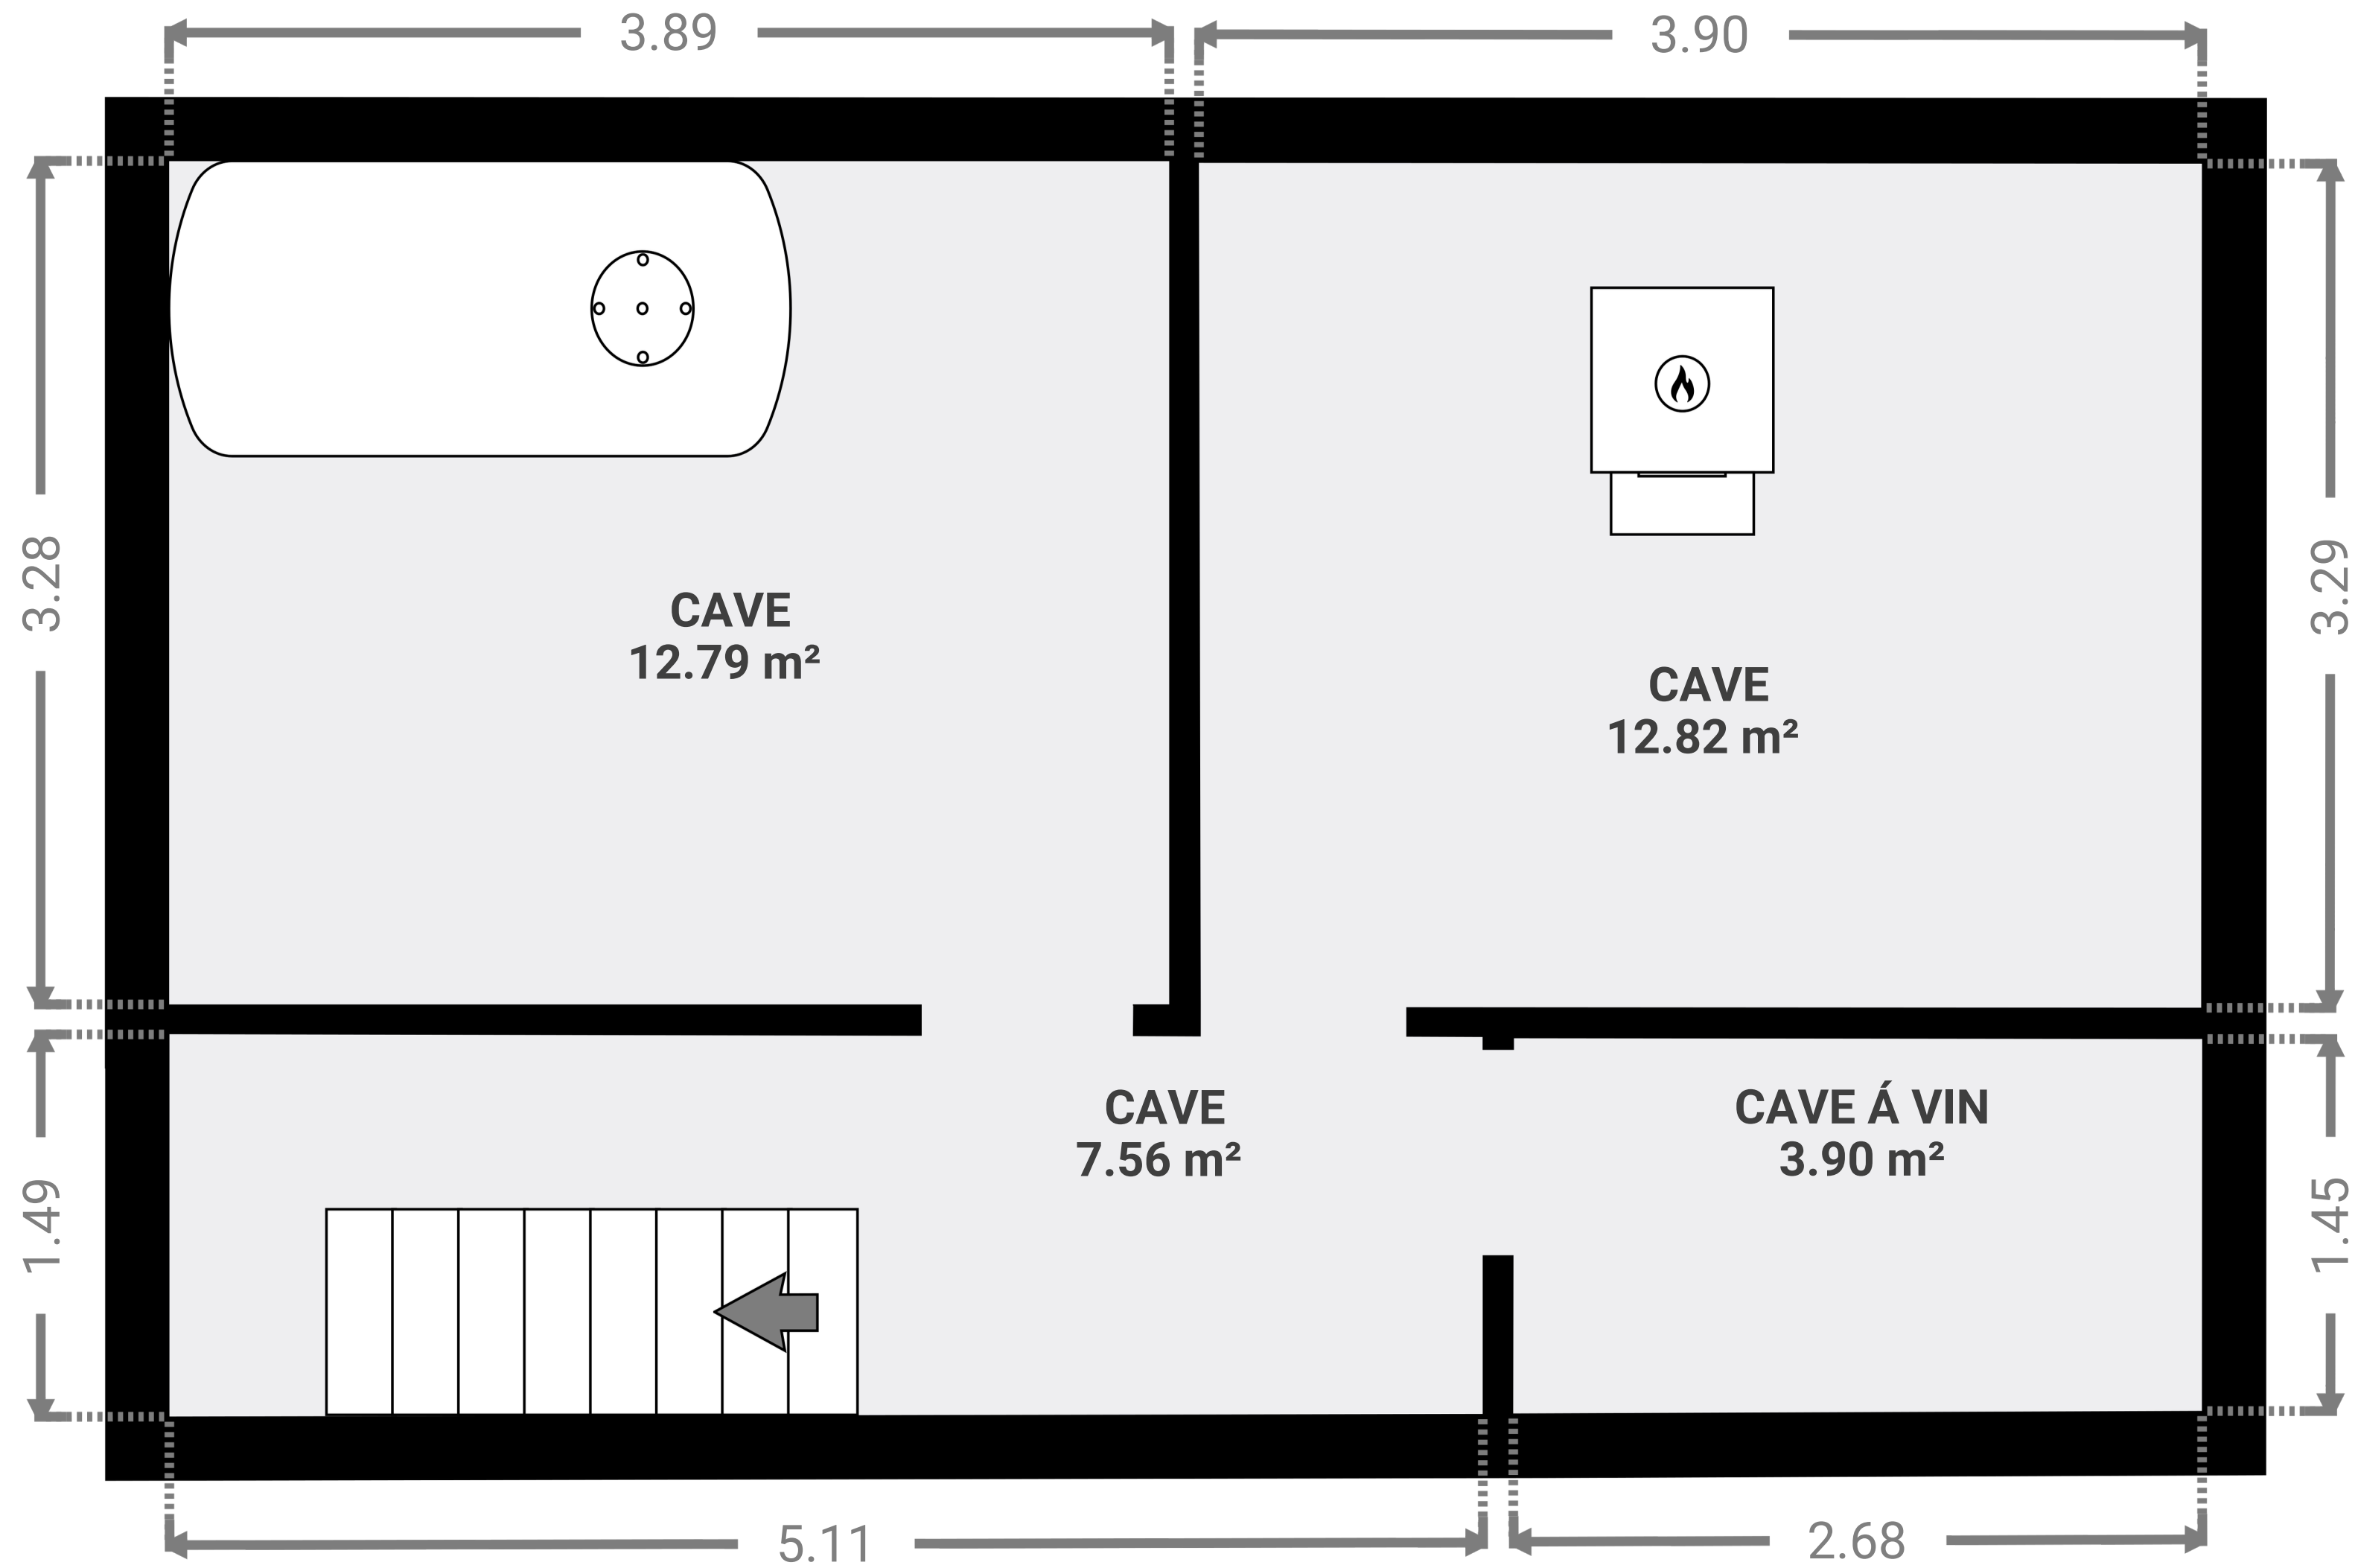 3.89
3.90
3.28
3.29
CAVE
12.79 m²
CAVE
12.82 m²
CAVE
7.56 m²
CAVE Á VIN
3.90 m²
1.49
1.45
5.11
2.68